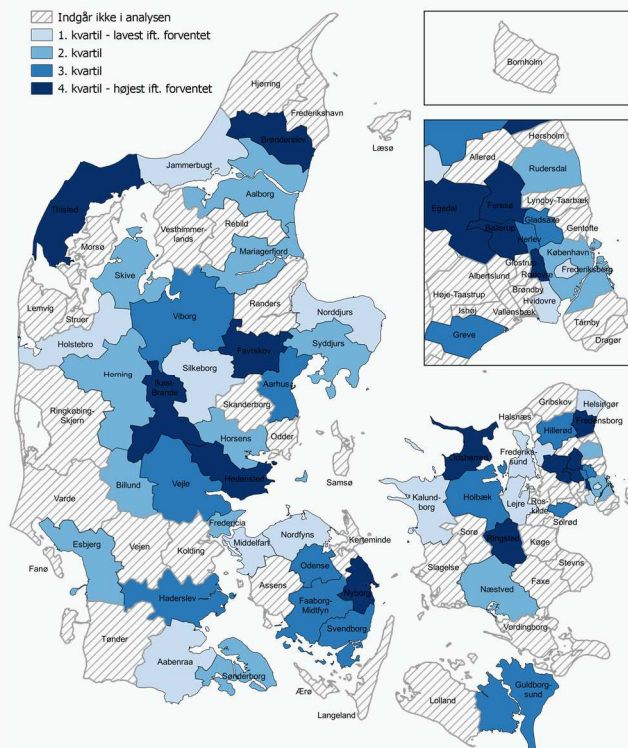 Indgår ikke i analysen
1. kvartil - lavest ift. forventet
2. kvartil
3. kvartil
4. kvartil - højest ift. forventet
Hjørring
Frederikshavn
Læsø
Brønderslev
Jammerbugt
Thisted
Aalborg
Vesthimmer-
lands
Rebild
Morsø
Mariagerfjord
Skive
Lemvig
Struer
Viborg
Randers
Norddjurs
Holstebro
Favrskov
Syddjurs
Herning
Ikast-
Brande
Silkeborg
Aarhus
Ringkøbing-
Skjern
Skanderborg
Odder
Horsens
Samsø
Billund
Vejle
Hedensted
Varde
Fredericia
Esbjerg
Vejen
Kolding
Middelfart
Nordfyns
Kerteminde
Fanø
Odense
Assens
Nyborg
Haderslev
Faaborg-
Midtfyn
Svendborg
Tønder
Aabenraa
Sønderborg
Ærø
Langeland
Bornholm
Hørsholm
Allerød
Rudersdal
Egedal
Furesø
Lyngby-Taarbæk
Gladsaxe
Gentofte
Ballerup
Herlev
København
Glostrup
Rødovre
Frederiksberg
Albertslund
Brøndby
Hvidovre
Høje-Taastrup
Vallensbæk
Ishøj
Tårnby
Dragør
Greve
Gribskov
Helsingør
Halsnæs
Hillerød
Fredensborg
Odsherred
Frederiks-
sund
Kalund-
borg
Holbæk
Lejre
Ros-
kilde
Solrød
Sorø
Ringsted
Køge
Slagelse
Stevns
Faxe
Næstved
Vordingborg
Lolland
Guldborg-
sund